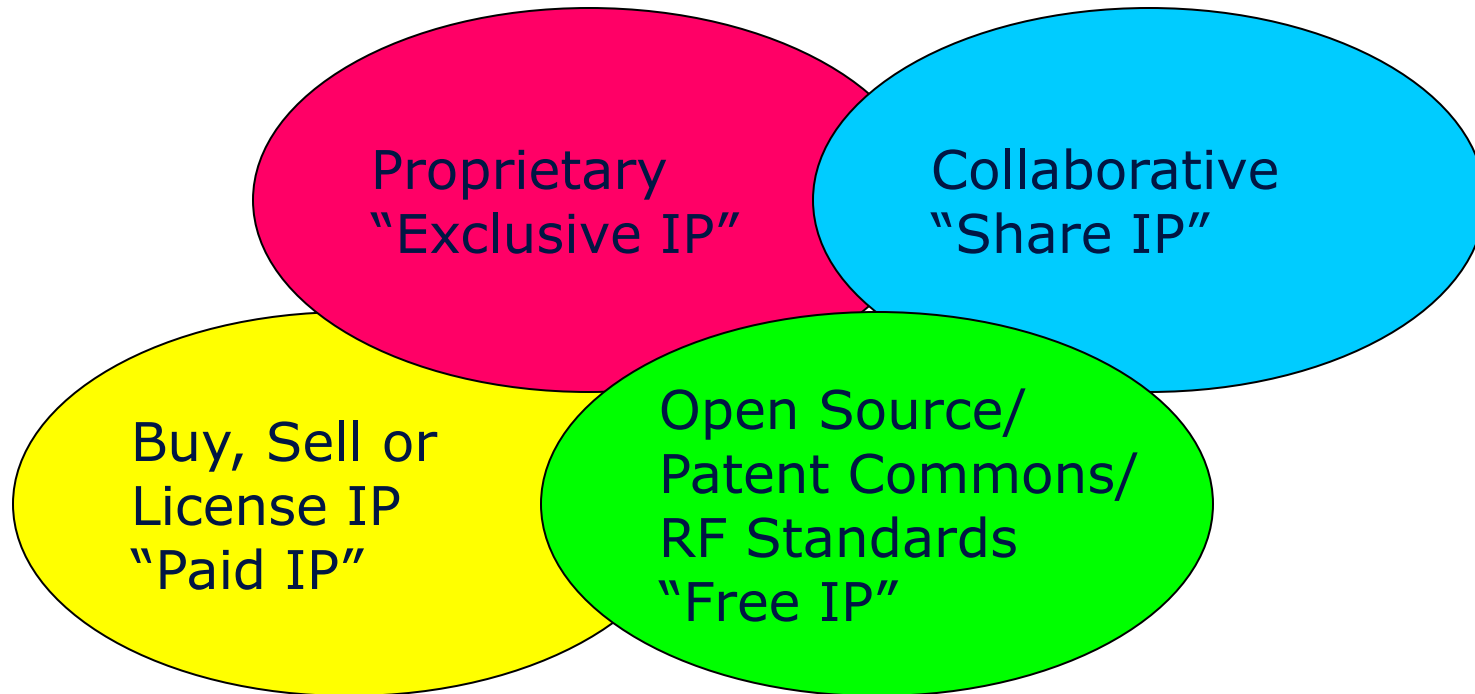 Proprietary
“Exclusive IP”
Collaborative
“Share IP”
Buy, Sell or
License IP
“Paid IP”
Open Source/
Patent Commons/
RF Standards
“Free IP”